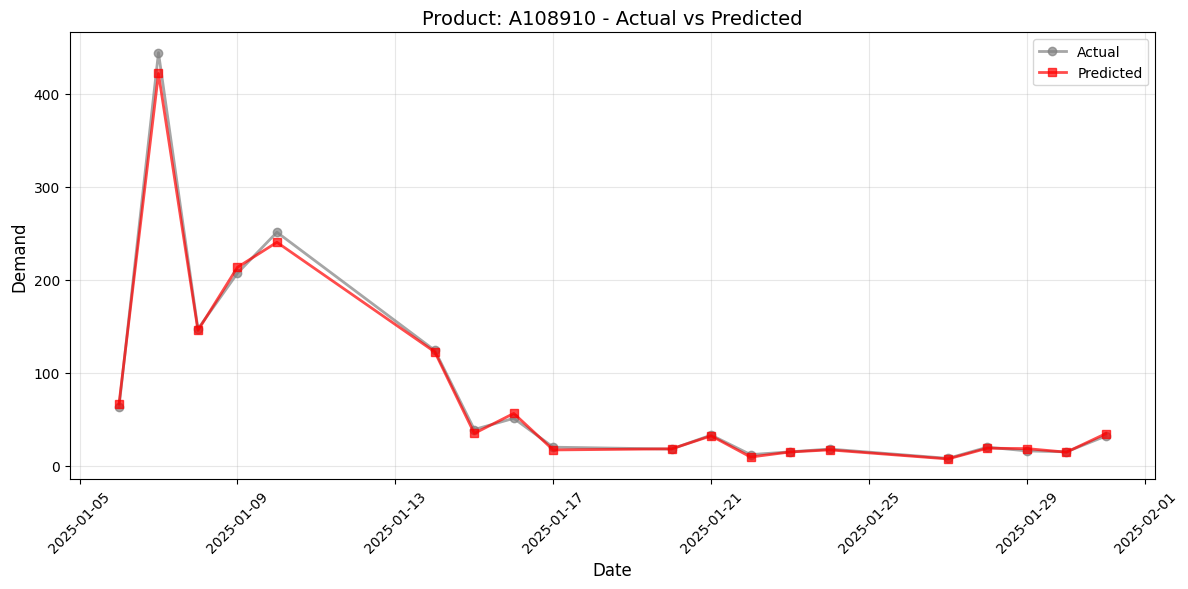 Product: A108910 - Actual vs Predicted
Actual
Predicted
Demand
400
300
200
100
0
2025-01-05
2025-01-09
2025-01-13
2025-01-17
2025-01-21
2025-01-25
2025-01-29
2025-02-01
Date